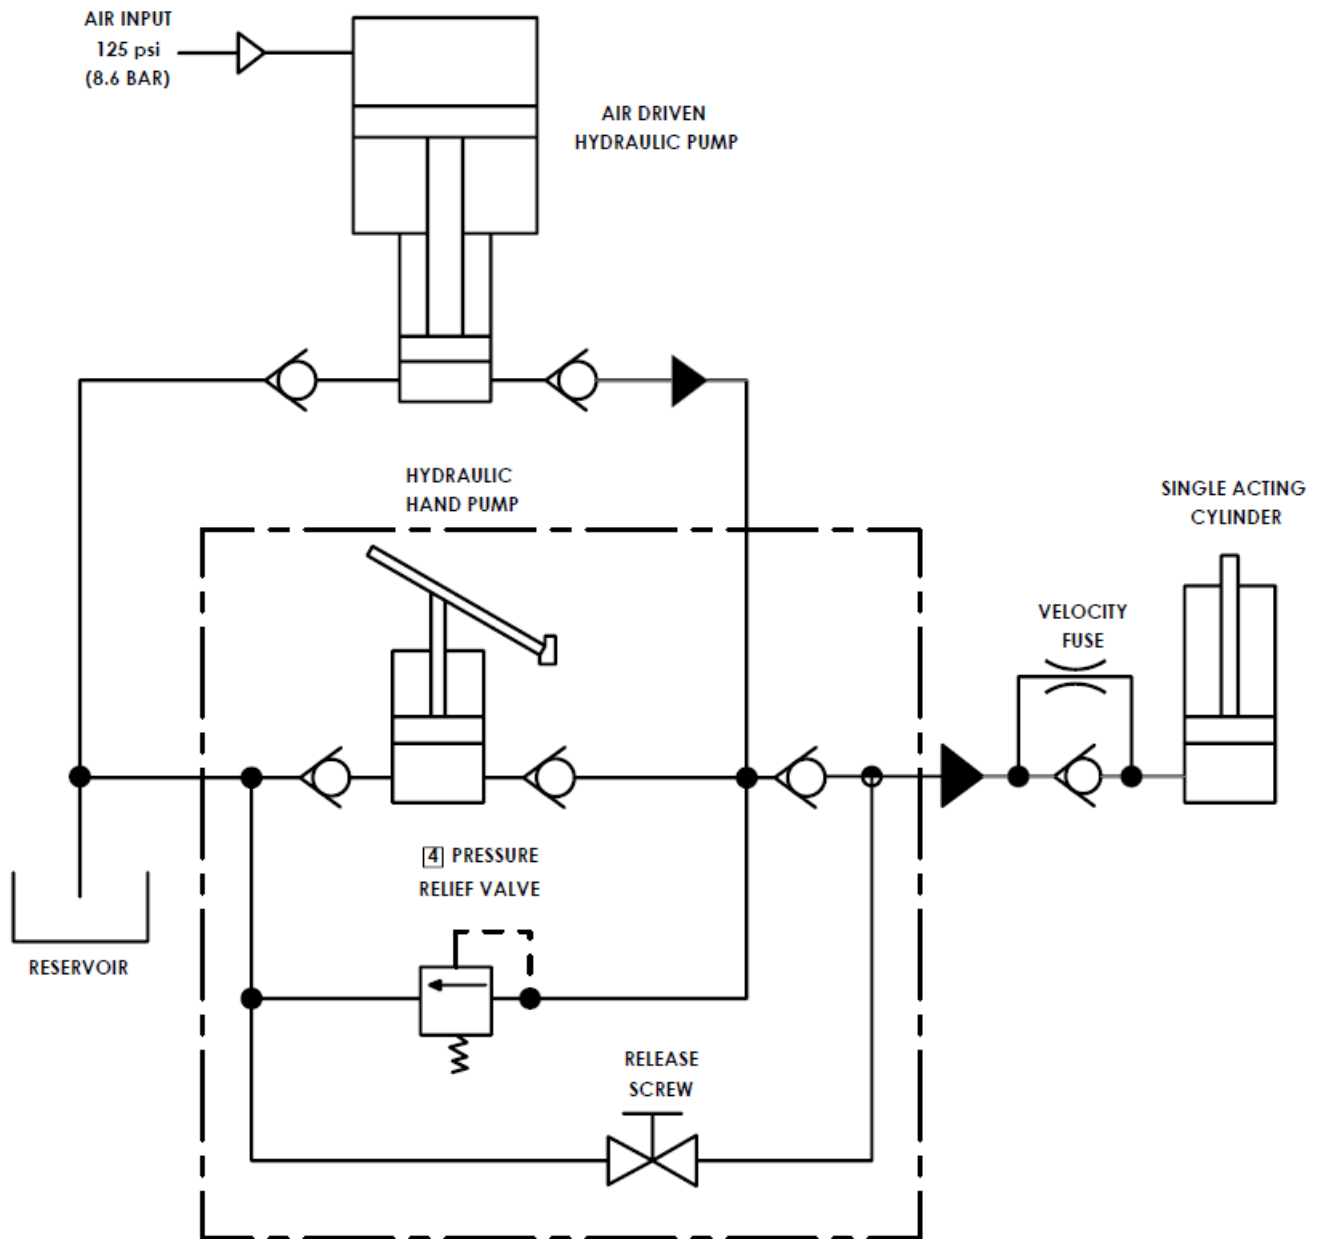 AIR INPUT
125 psi
(8.6 BAR)
AIR DRIVEN
HYDRAULIC PUMP
HYDRAULIC
HAND PUMP
SINGLE ACTING
CYLINDER
VELOCITY
FUSE
4 PRESSURE
RELIEF VALVE
RESERVOIR
RELEASE
SCREW